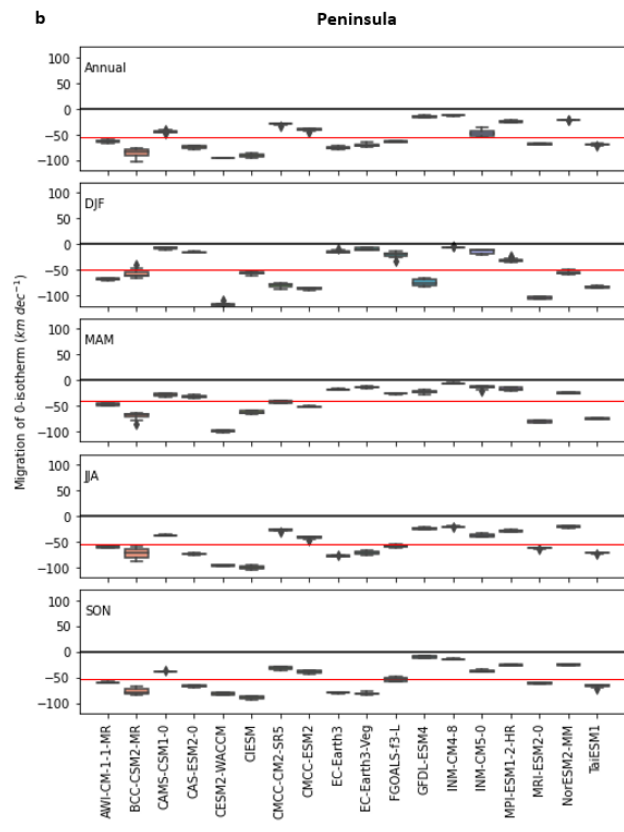 b
Peninsula
Migration of 0-isotherm (km dec⁻¹)
Annual
100
50
0
−50
−100
DJF
100
50
0
−50
−100
MAM
100
50
0
−50
−100
JJA
100
50
0
−50
−100
SON
100
50
0
−50
−100
AWI-CM-1-1-MR
BCC-CSM2-MR
CAMS-CSM1-0
CAS-ESM2-0
CESM2-WACCM
CIESM
CMCC-CM2-SR5
CMCC-ESM2
EC-Earth3
EC-Earth3-Veg
FGOALS-f3-L
GFDL-ESM4
INM-CM4-8
INM-CM5-0
MPI-ESM1-2-HR
MRI-ESM2-0
NorESM2-MM
TaiESM1